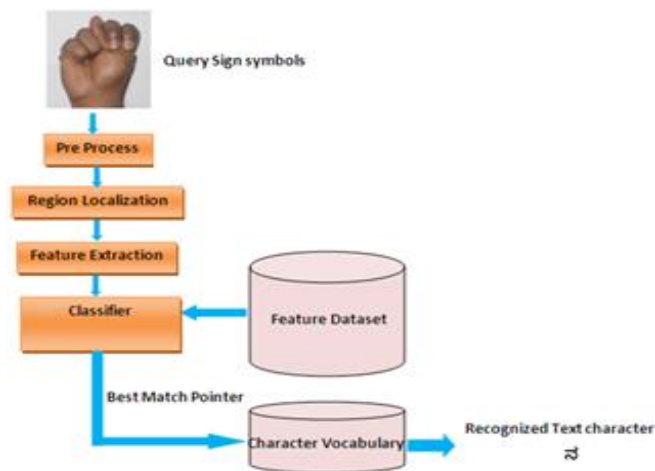 Query Sign symbols
Pre Process
Region Localization
Feature Extraction
Classifier
Feature Dataset
Best Match Pointer
Character Vocabulary
Recognized Text character